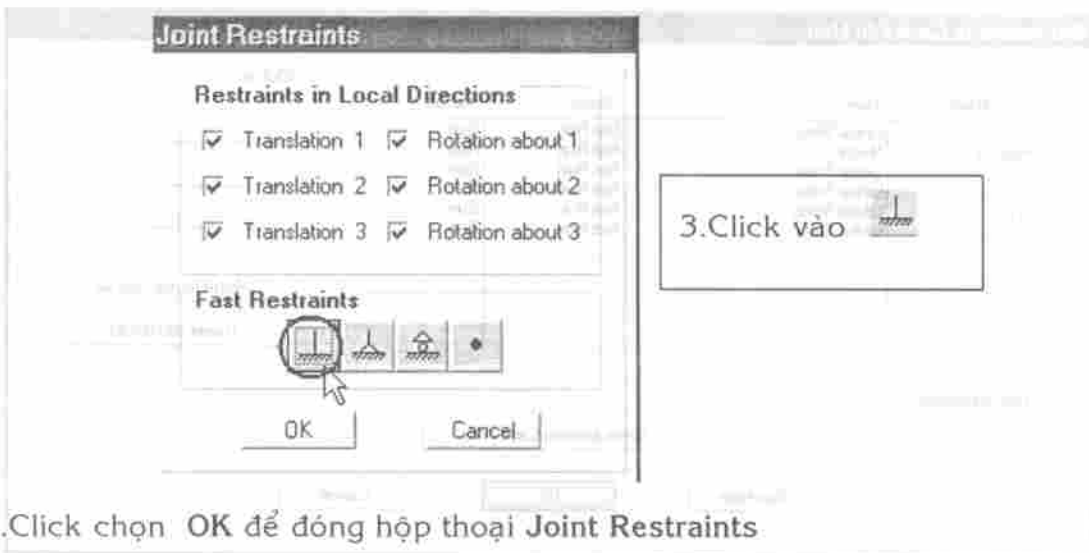 Joint Restraints
Restraints in Local Directions
Translation 1 Rotation about 1
Translation 2 Rotation about 2
Translation 3 Rotation about 3
3.Click vào
Fast Restraints
OK Cancel
.Click chọn OK để đóng hộp thoại Joint Restraints